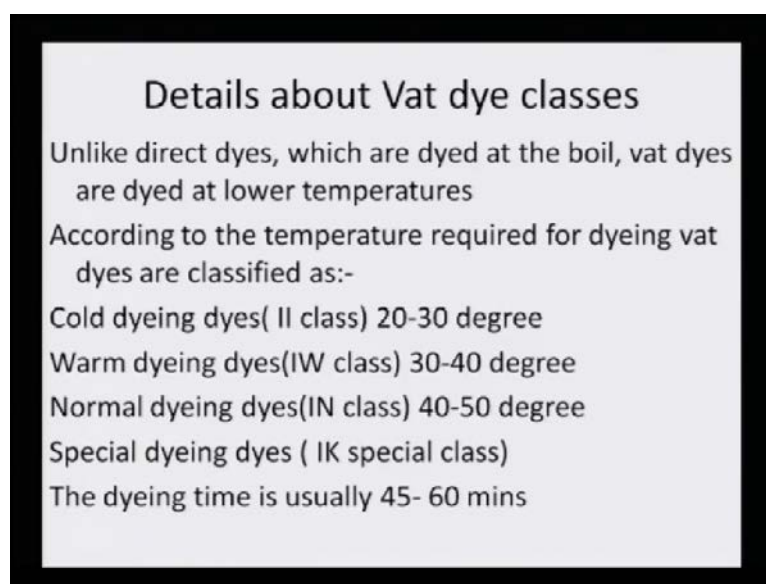 Details about Vat dye classes
Unlike direct dyes, which are dyed at the boil, vat dyes
are dyed at lower temperatures
According to the temperature required for dyeing vat
dyes are classified as:-
Cold dyeing dyes( II class) 20-30 degree
Warm dyeing dyes(IW class) 30-40 degree
Normal dyeing dyes(IN class) 40-50 degree
Special dyeing dyes ( IK special class)
The dyeing time is usually 45- 60 mins